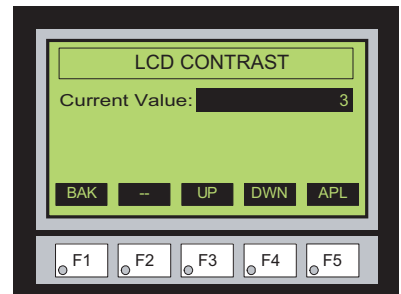 LCD CONTRAST
Current Value: 3
BAK -- UP DWN APL
F1 F2 F3 F4 F5